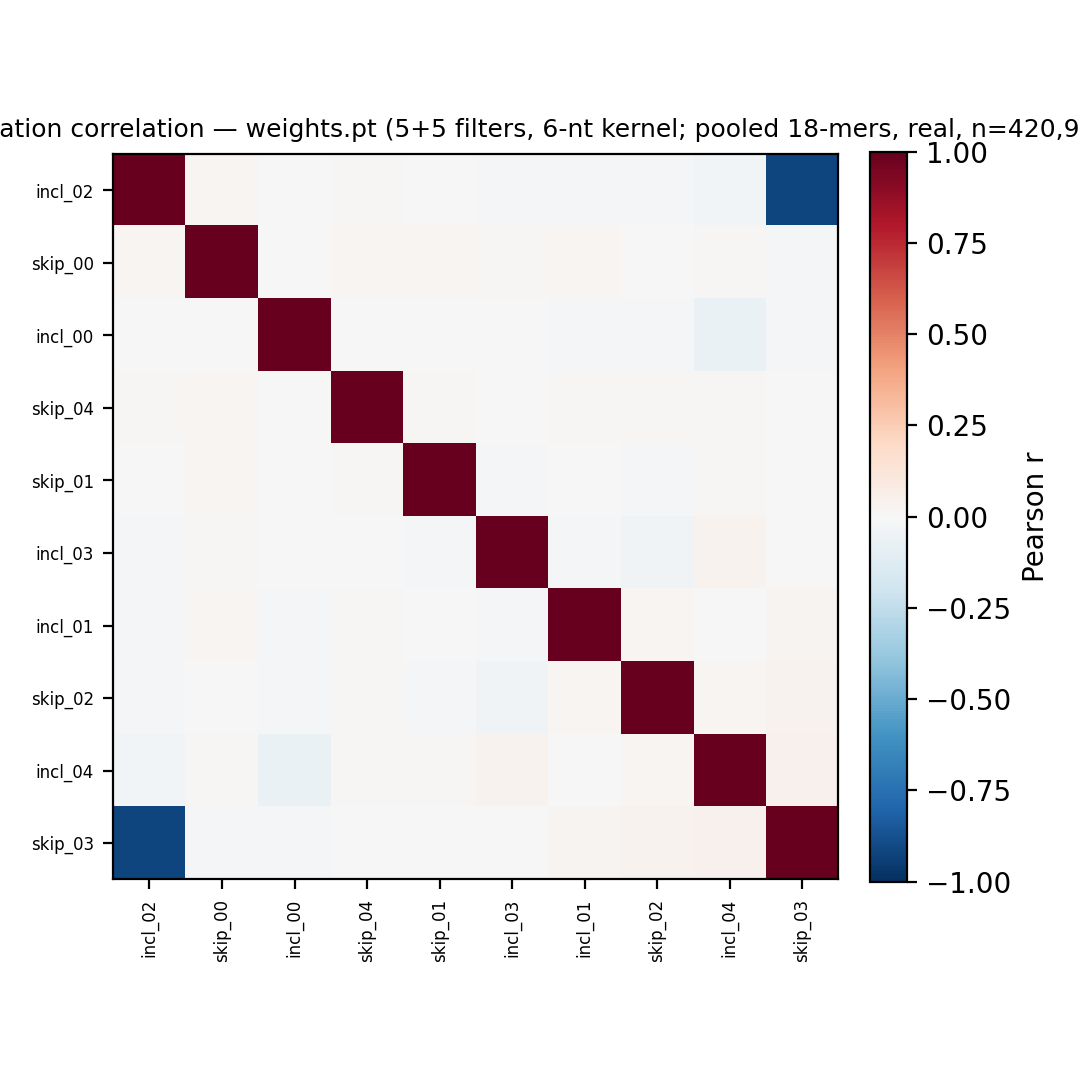 ation correlation — weights.pt (5+5 filters, 6-nt kernel; pooled 18-mers, real, n=420,9
incl_02
skip_00
incl_00
skip_04
skip_01
incl_03
incl_01
skip_02
incl_04
skip_03
incl_02
skip_00
incl_00
skip_04
skip_01
incl_03
incl_01
skip_02
incl_04
skip_03
1.00
0.75
0.50
0.25
0.00
−0.25
−0.50
−0.75
−1.00
Pearson r